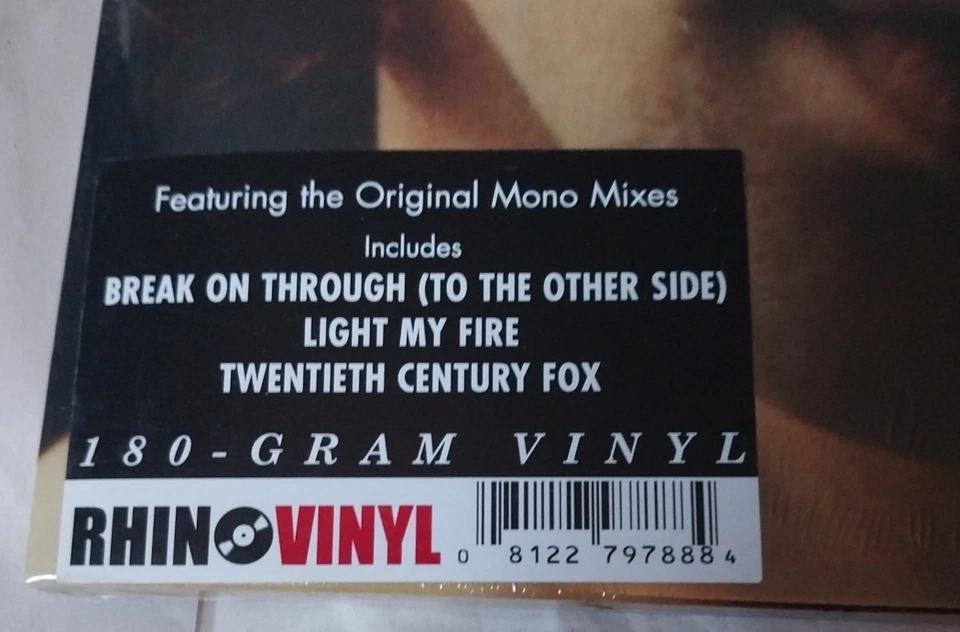 Featuring the Original Mono Mixes
Includes
BREAK ON THROUGH (TO THE OTHER SIDE)
LIGHT MY FIRE
TWENTIETH CENTURY FOX
180-GRAM VINYL
RHINO VINYL
0 8122 797888 4